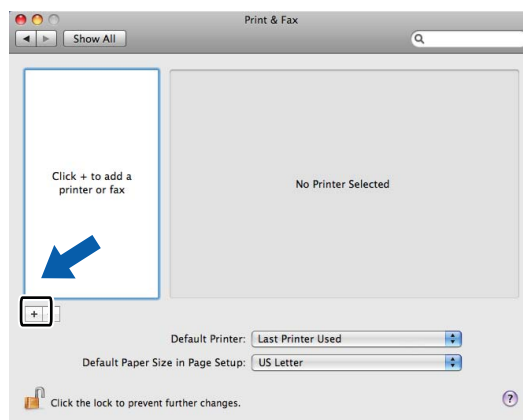 Print & Fax
Show All
Click + to add a
printer or fax
No Printer Selected
+
Default Printer: Last Printer Used
Default Paper Size in Page Setup: US Letter
Click the lock to prevent further changes.
?